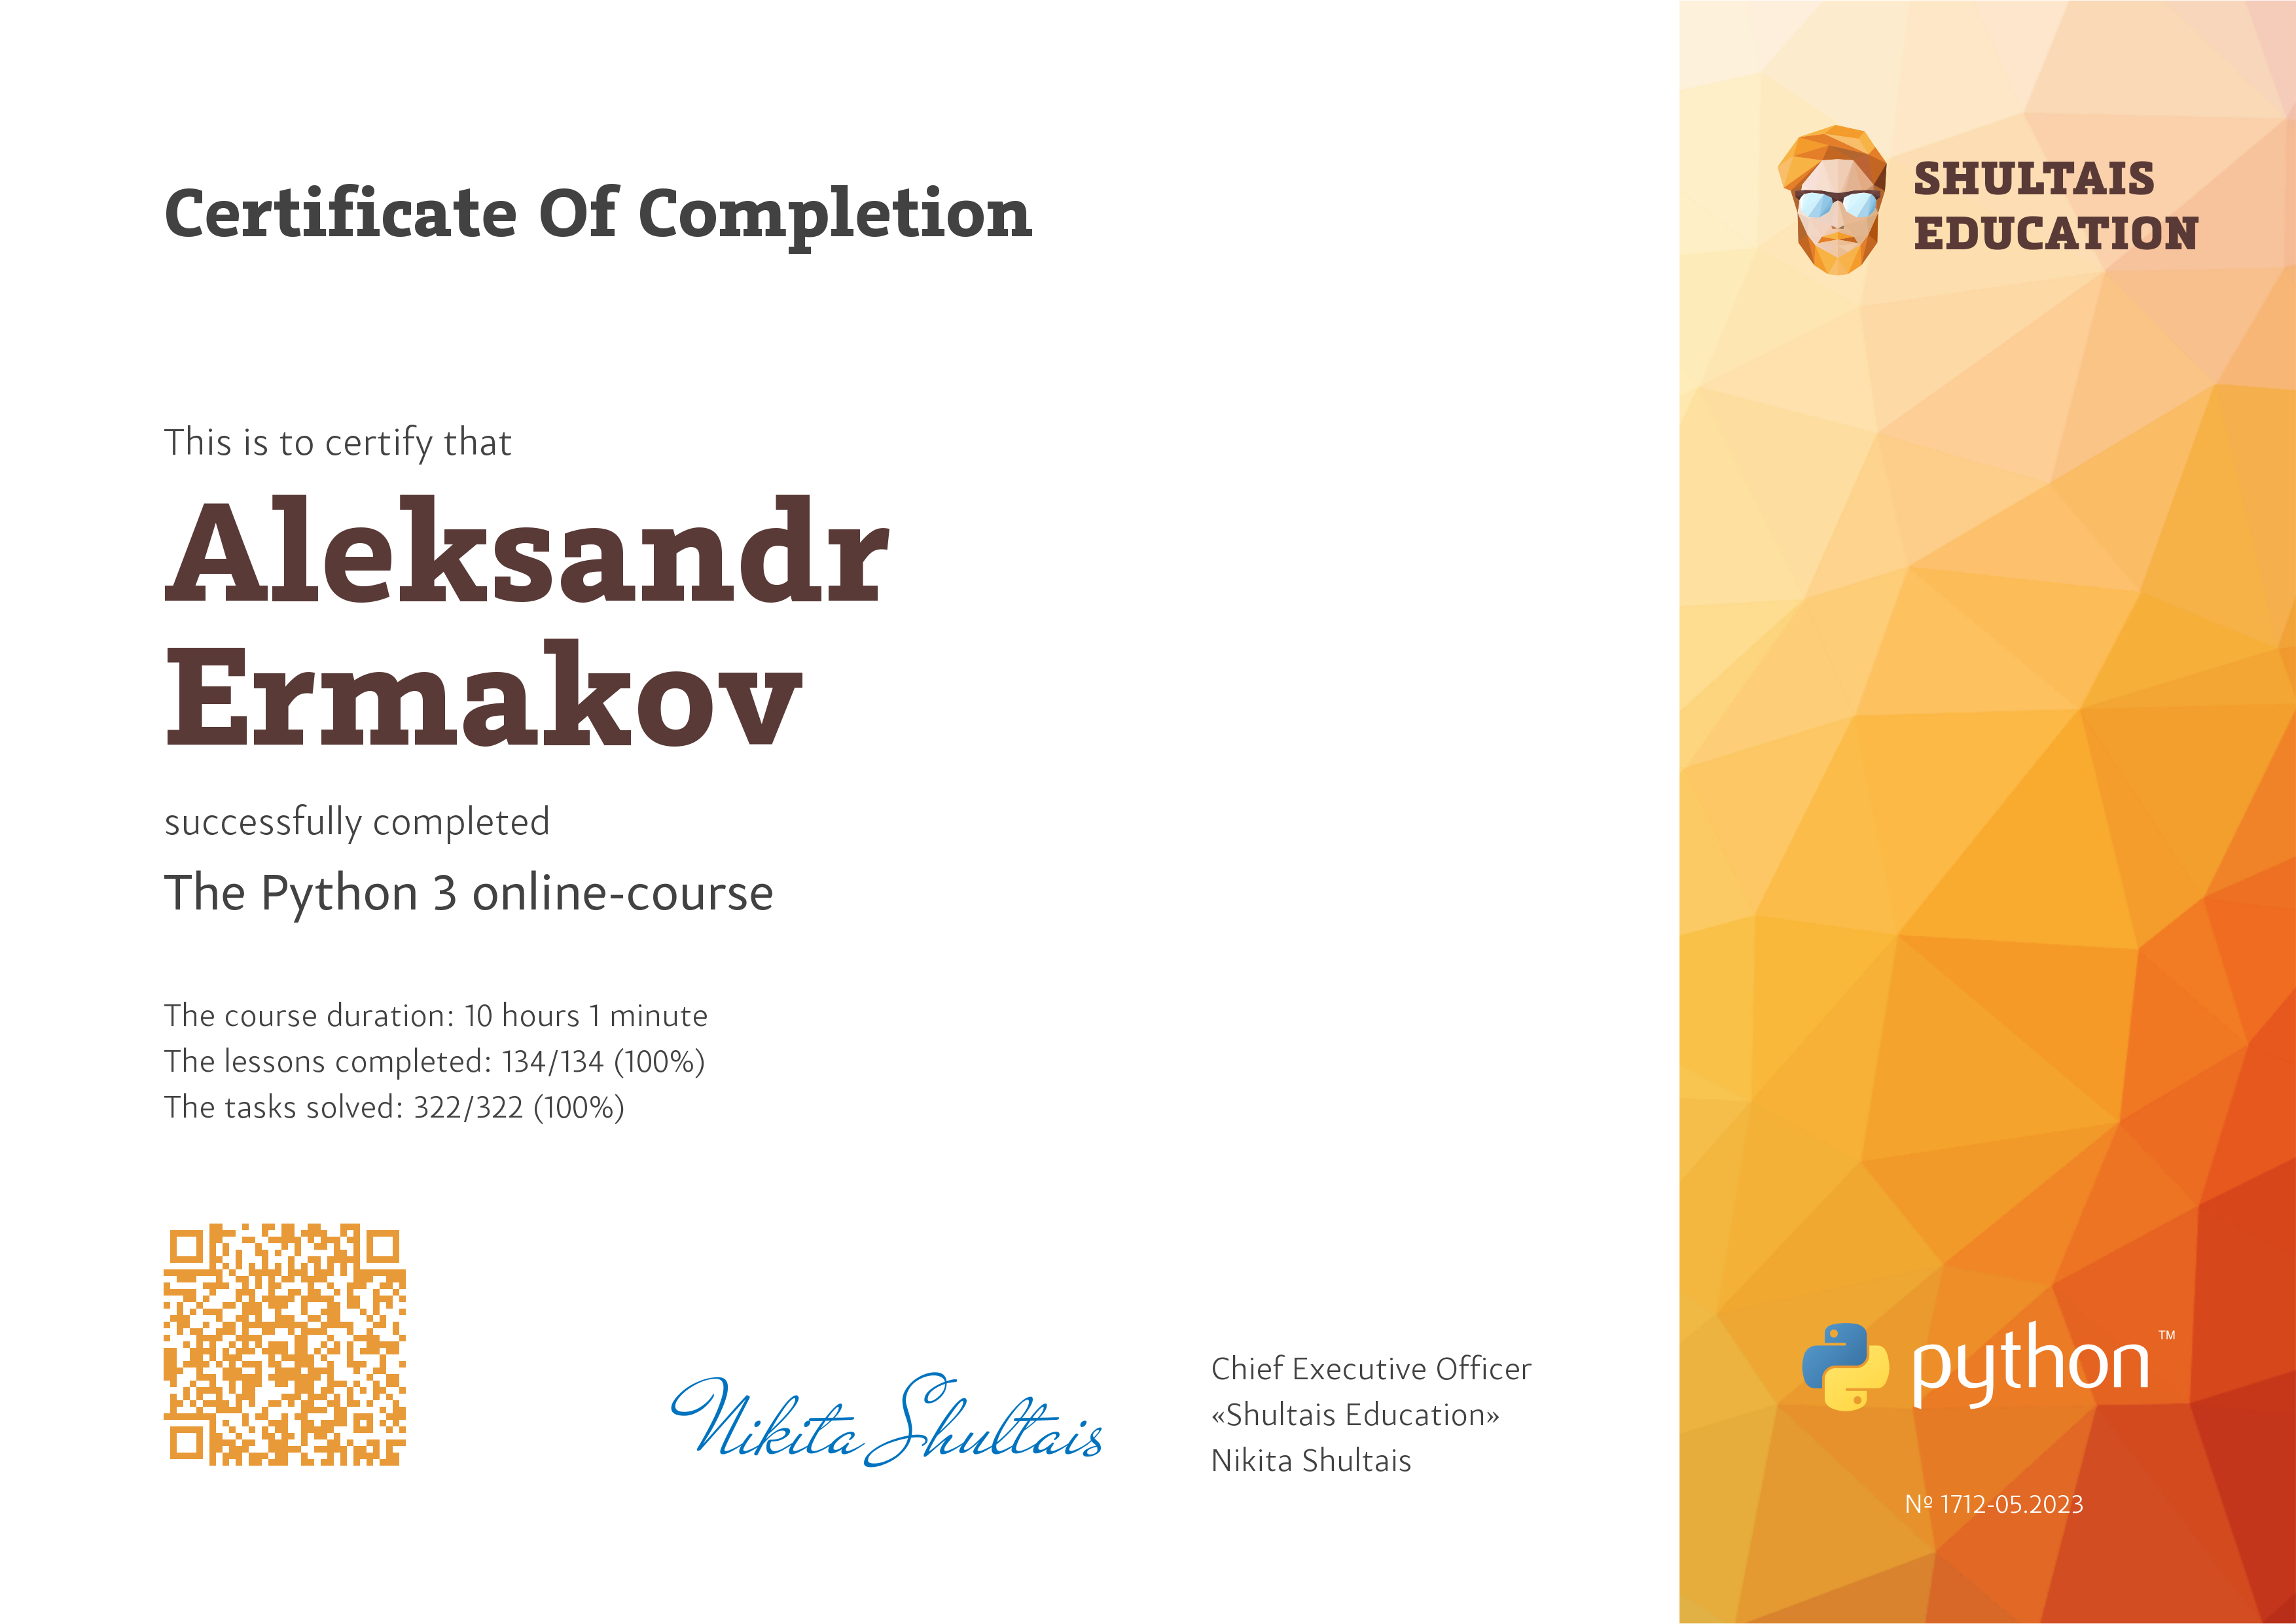 Certificate Of Completion
SHULTAIS
EDUCATION
This is to certify that
Aleksandr
Ermakov
successfully completed
The Python 3 online-course
The course duration: 10 hours 1 minute
The lessons completed: 134/134 (100%)
The tasks solved: 322/322 (100%)
Nikita Shultais
Chief Executive Officer
«Shultais Education»
Nikita Shultais
python™
№ 1712-05.2023